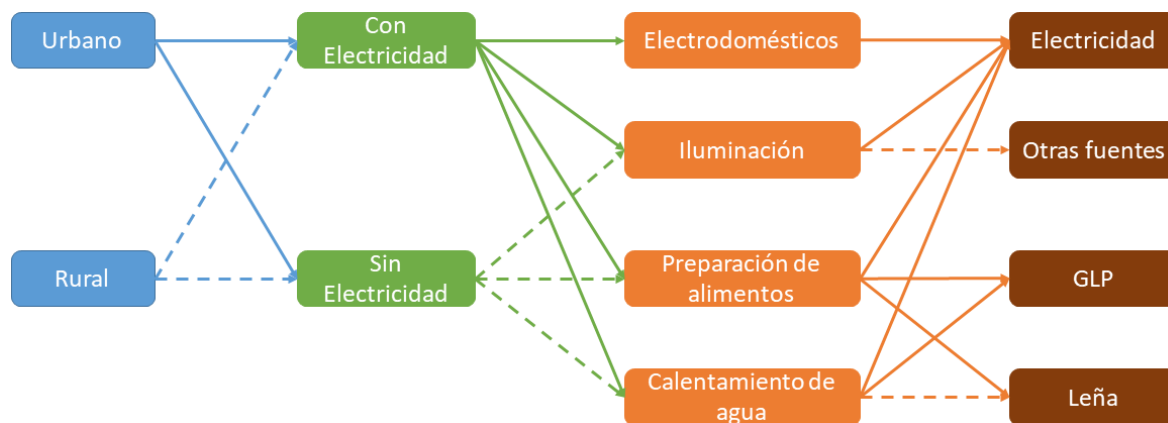 Urbano
Con
Electricidad
Electrodomésticos
Electricidad
Iluminación
Otras fuentes
Rural
Sin
Electricidad
Preparación de
alimentos
GLP
Calentamiento de
agua
Leña